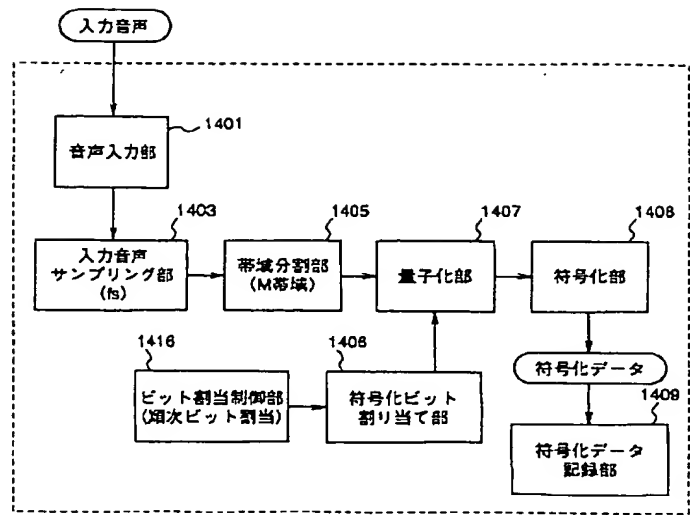 入力音声
1401
音声入力部
1403
入力音声
サンプリング部
(fs)
1405
帯域分割部
(M帯域)
1407
量子化部
1408
符号化部
1416
ビット割当制御部
(順次ビット割当)
1406
符号化ビット
割り当て部
符号化データ
1409
符号化データ
記録部